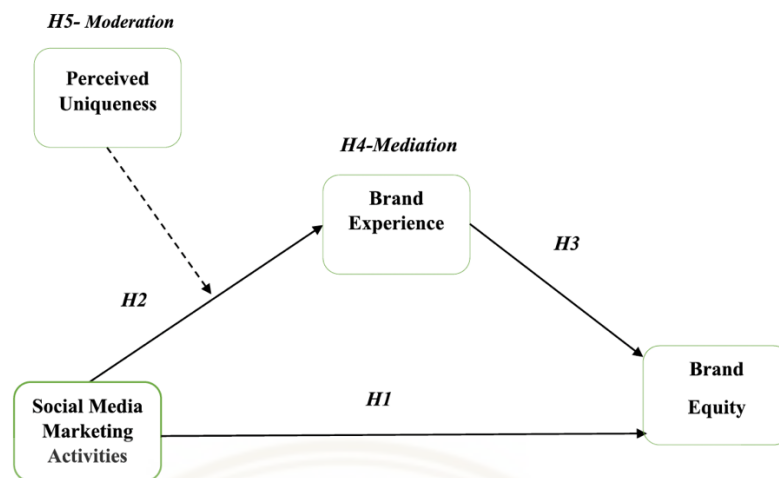 H5- Moderation
Perceived
Uniqueness
H4-Mediation
Brand
Experience
H3
H2
Brand
Equity
H1
Social Media
Marketing
Activities